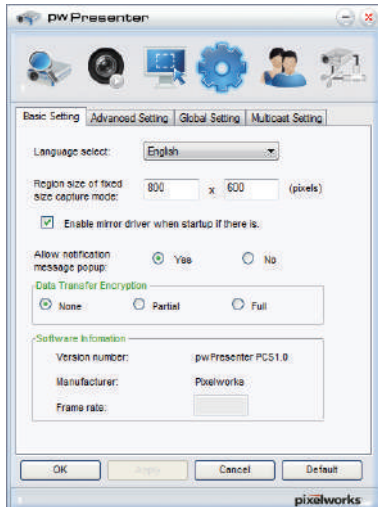 pwPresenter
Basic Setting Advanced Setting Global Setting Multicast Setting
Language select: English
Region size of fixed size capture mode: 800 x 600 (pixels)
Enable mirror driver when startup if there is.
Allow notification message popup: Yes No
Data Transfer Encryption
None Partial Full
Software Infomation
Version number: pwPresenter PCS1.0
Manufacturer: Pixelworks
Frame rate:
OK Apply Cancel Default
pixelworks